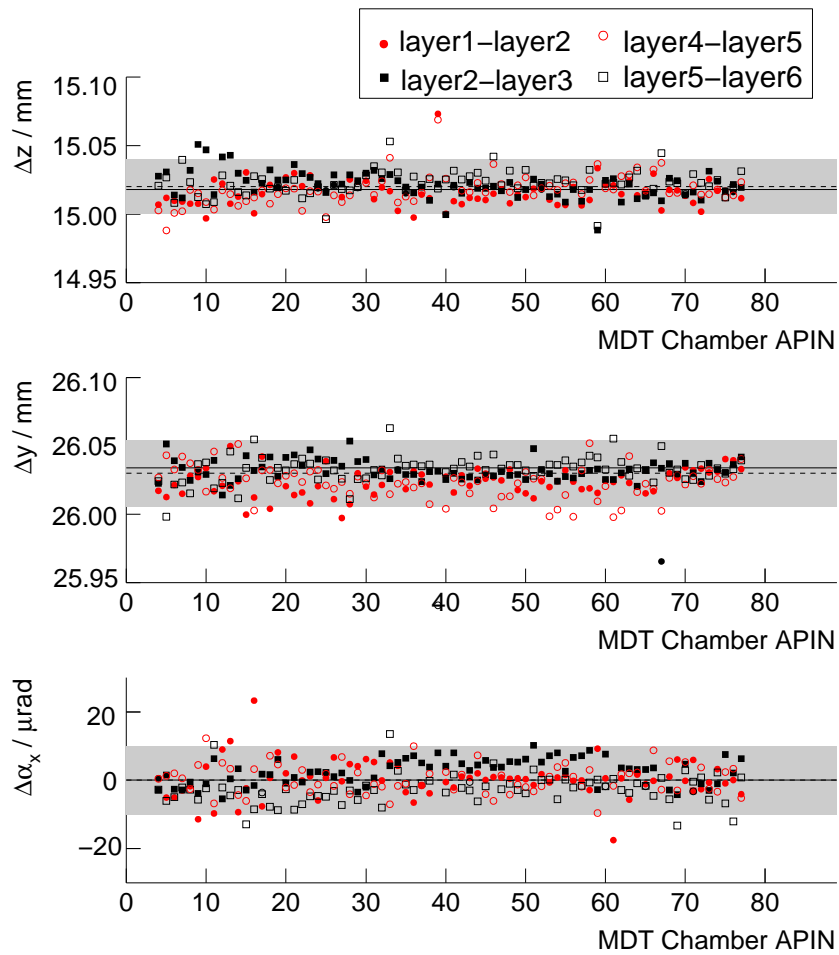 layer1−layer2 layer4−layer5
layer2−layer3 layer5−layer6
Δz / mm
15.10
15.05
15.00
14.95
0 10 20 30 40 50 60 70 80
MDT Chamber APIN
Δy / mm
26.10
26.05
26.00
25.95
0 10 20 30 40 50 60 70 80
MDT Chamber APIN
Δαx / μrad
20
0
−20
0 10 20 30 40 50 60 70 80
MDT Chamber APIN